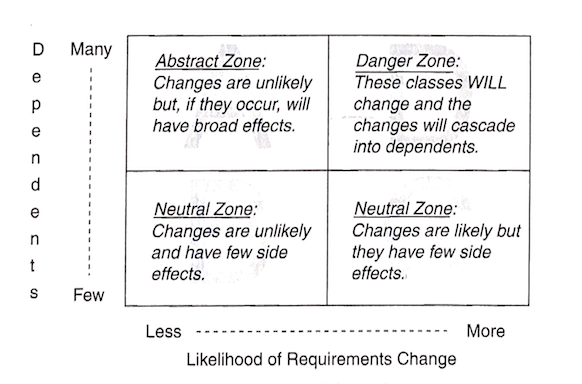 Dependents
Many
Few
Abstract Zone:
Changes are unlikely
but, if they occur, will
have broad effects.
Danger Zone:
These classes WILL
change and the
changes will cascade
into dependents.
Neutral Zone:
Changes are unlikely
and have few side
effects.
Neutral Zone:
Changes are likely but
they have few side
effects.
Less
More
Likelihood of Requirements Change